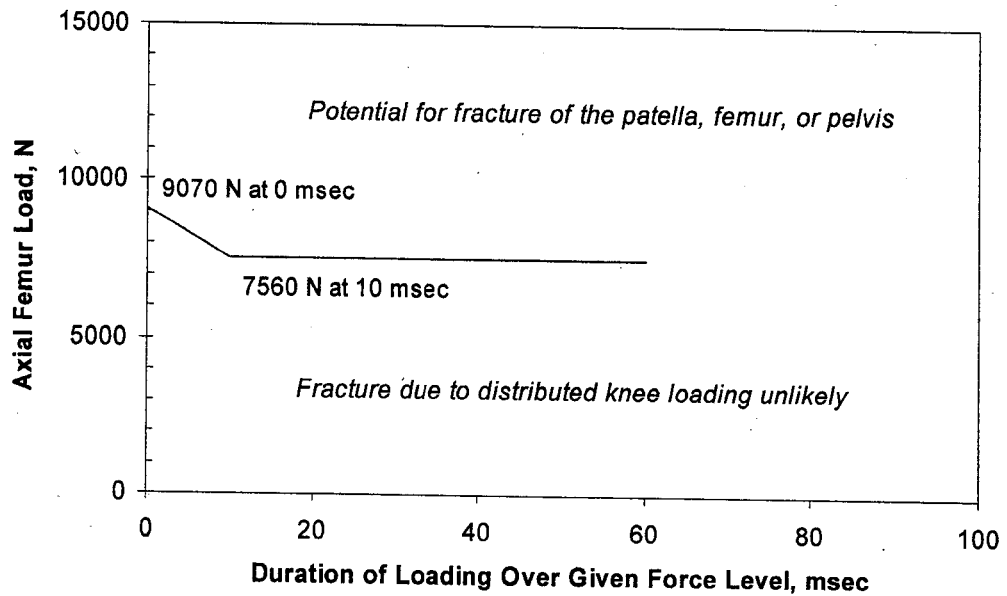 15000
Potential for fracture of the patella, femur, or pelvis
10000
9070 N at 0 msec
7560 N at 10 msec
5000
Fracture due to distributed knee loading unlikely
0
Axial Femur Load, N
0 20 40 60 80 100
Duration of Loading Over Given Force Level, msec